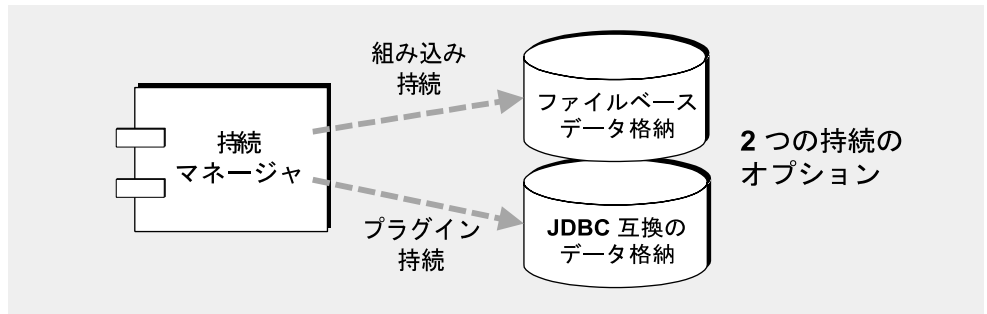 組み込み
持続
ファイルベース
データ格納
持続
マネージャ
2 つの持続の
オプション
プラグイン
持続
JDBC 互換の
データ格納